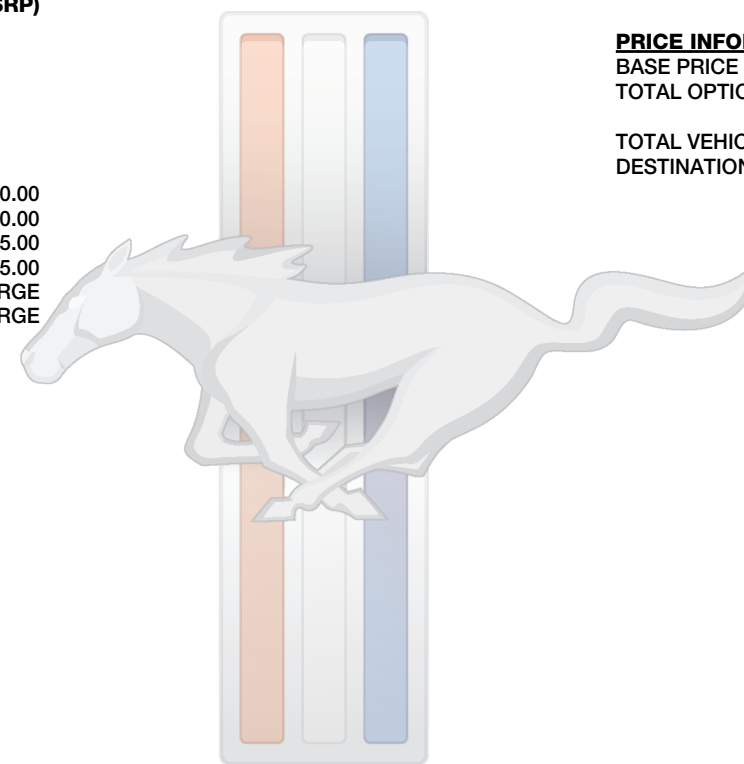 SRP)
0.00
0.00
5.00
5.00
RGE
RGE
PRICE INFO
BASE PRICE
TOTAL OPTIO
TOTAL VEHIC
DESTINATION